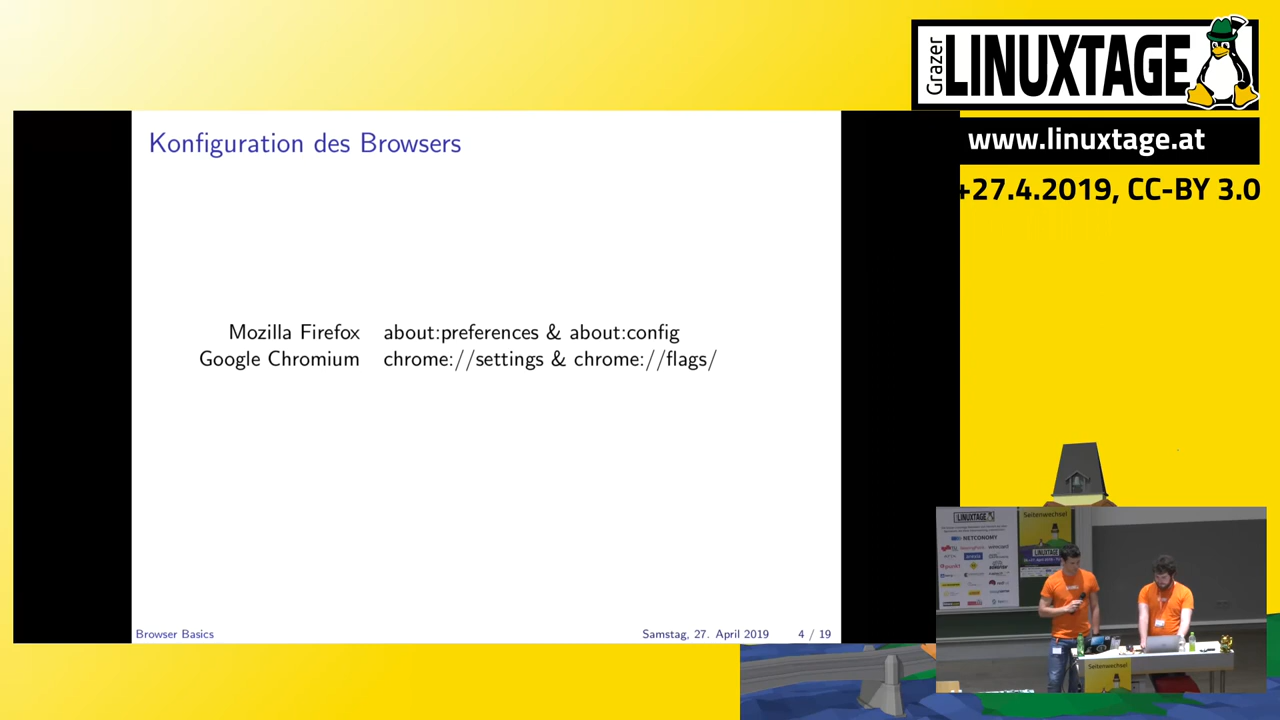 Grazer
LINUXTAGE
www.linuxtage.at
+27.4.2019, CC-BY 3.0
Konfiguration des Browsers
Mozilla Firefox about:preferences & about:config
Google Chromium chrome://settings & chrome://flags/
Browser Basics Samstag, 27. April 2019 4 / 19
LINUXTAGE
NETCONOMY
Seitenwechsel
LINUXTAGE
Seitenwechsel